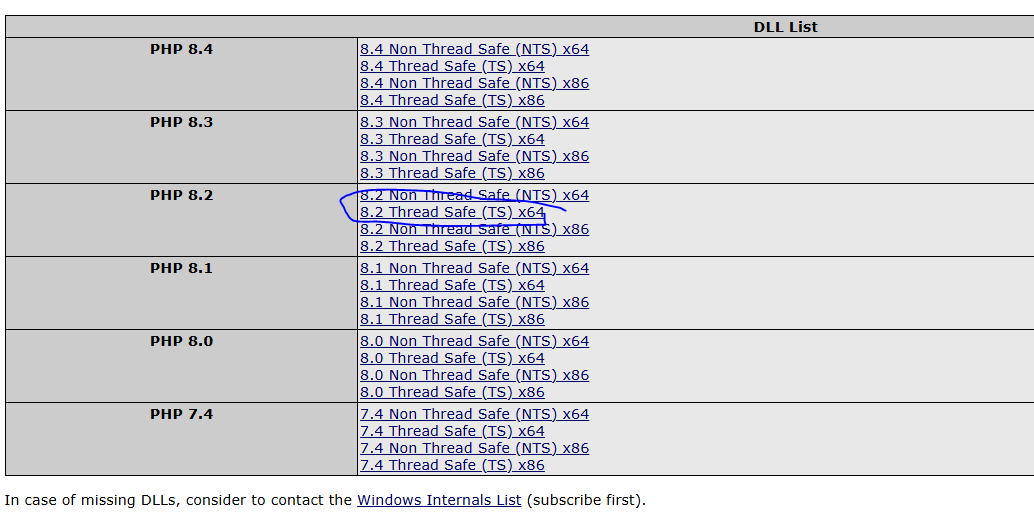 DLL List
PHP 8.4
8.4 Non Thread Safe (NTS) x64
8.4 Thread Safe (TS) x64
8.4 Non Thread Safe (NTS) x86
8.4 Thread Safe (TS) x86
PHP 8.3
8.3 Non Thread Safe (NTS) x64
8.3 Thread Safe (TS) x64
8.3 Non Thread Safe (NTS) x86
8.3 Thread Safe (TS) x86
PHP 8.2
8.2 Non Thread Safe (NTS) x64
8.2 Thread Safe (TS) x64
8.2 Non Thread Safe (NTS) x86
8.2 Thread Safe (TS) x86
PHP 8.1
8.1 Non Thread Safe (NTS) x64
8.1 Thread Safe (TS) x64
8.1 Non Thread Safe (NTS) x86
8.1 Thread Safe (TS) x86
PHP 8.0
8.0 Non Thread Safe (NTS) x64
8.0 Thread Safe (TS) x64
8.0 Non Thread Safe (NTS) x86
8.0 Thread Safe (TS) x86
PHP 7.4
7.4 Non Thread Safe (NTS) x64
7.4 Thread Safe (TS) x64
7.4 Non Thread Safe (NTS) x86
7.4 Thread Safe (TS) x86
In case of missing DLLs, consider to contact the Windows Internals List (subscribe first).